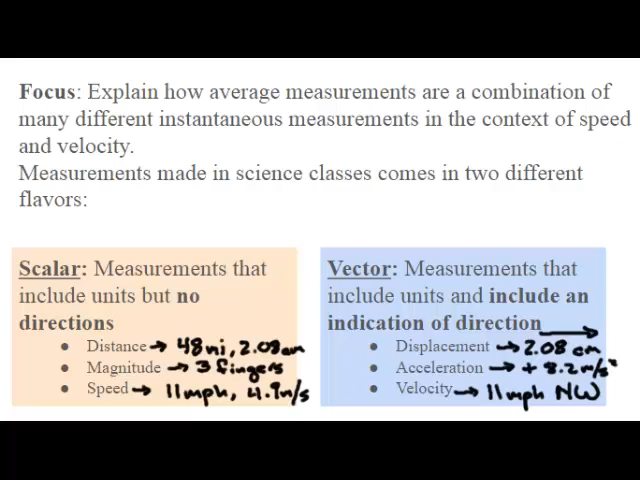 Focus: Explain how average measurements are a combination of
many different instantaneous measurements in the context of speed
and velocity.
Measurements made in science classes comes in two different
flavors:
Scalar: Measurements that
include units but no
directions
● Distance → 48 mi, 2.08 cm
● Magnitude → 3 fingers
● Speed → 11 mph, 4.9 m/s
Vector: Measurements that
include units and include an
indication of direction
● Displacement → 2.08 cm
● Acceleration → + 8.2 m/s²
● Velocity → 11 mph NW